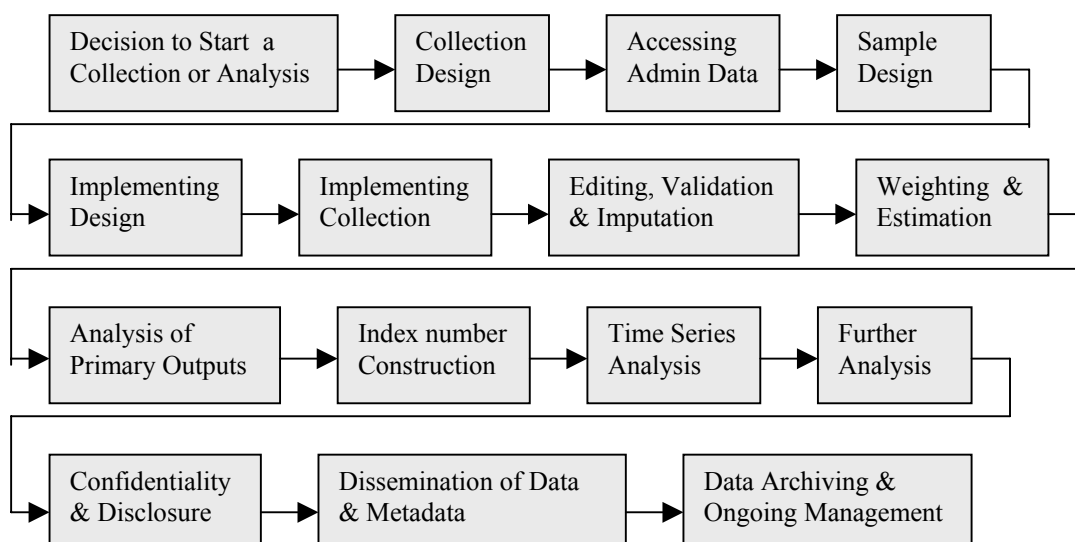 Decision to Start a
Collection or Analysis
Collection
Design
Accessing
Admin Data
Sample
Design
Implementing
Design
Implementing
Collection
Editing, Validation
& Imputation
Weighting &
Estimation
Analysis of
Primary Outputs
Index number
Construction
Time Series
Analysis
Further
Analysis
Confidentiality
& Disclosure
Dissemination of Data
& Metadata
Data Archiving &
Ongoing Management